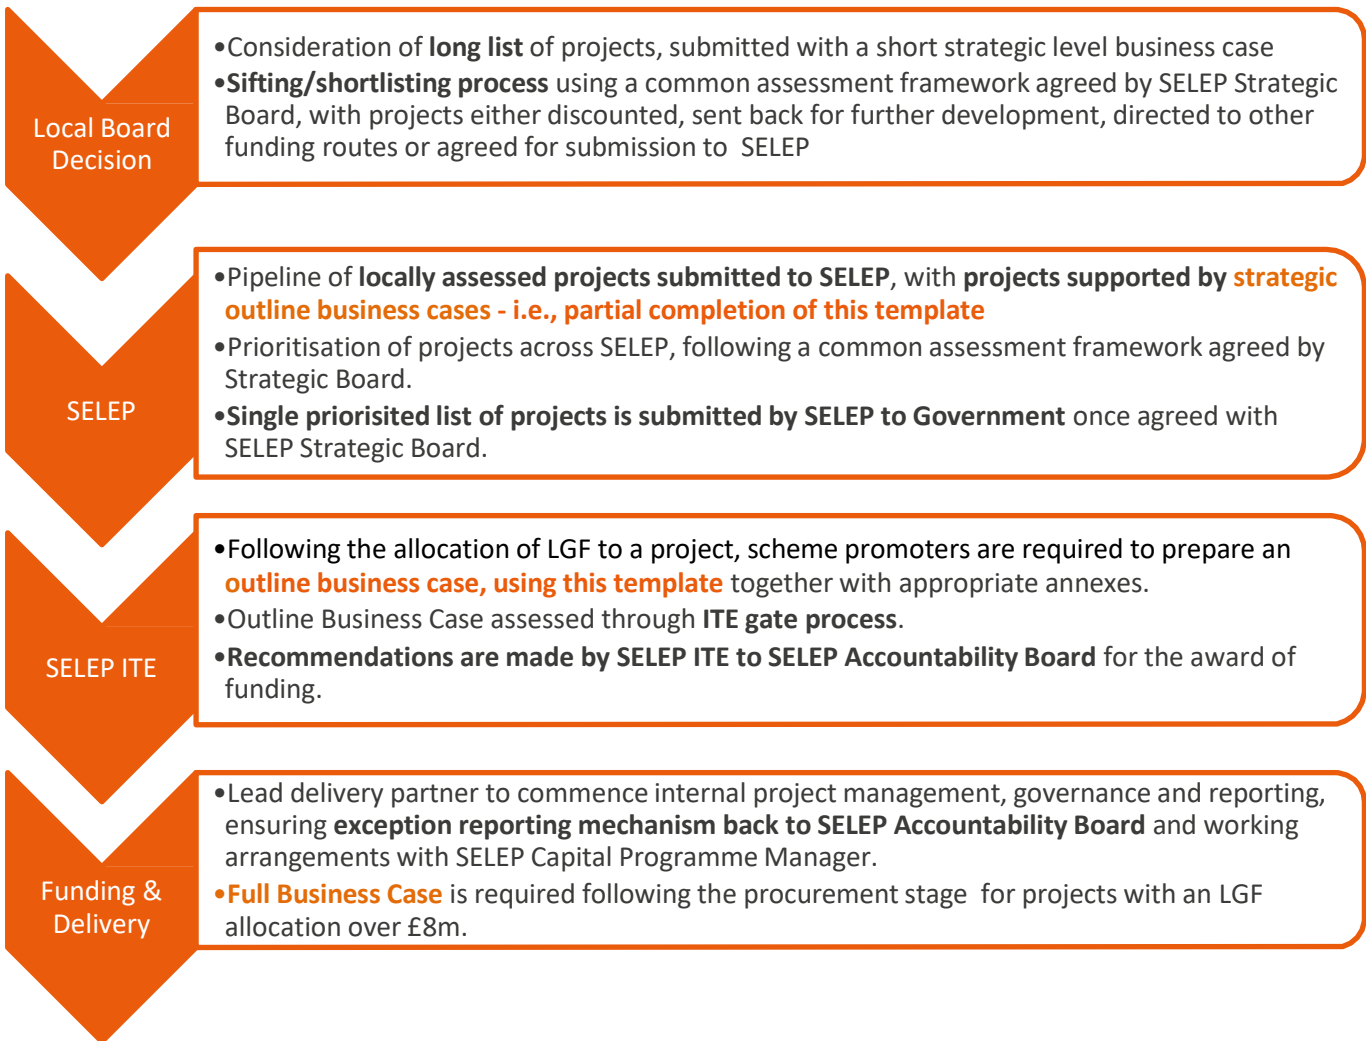 Local Board
Decision
•Consideration of long list of projects, submitted with a short strategic level business case
•Sifting/shortlisting process using a common assessment framework agreed by SELEP Strategic
Board, with projects either discounted, sent back for further development, directed to other
funding routes or agreed for submission to SELEP
SELEP
•Pipeline of locally assessed projects submitted to SELEP, with projects supported by strategic
outline business cases - i.e., partial completion of this template
•Prioritisation of projects across SELEP, following a common assessment framework agreed by
Strategic Board.
•Single priorisited list of projects is submitted by SELEP to Government once agreed with
SELEP Strategic Board.
SELEP ITE
•Following the allocation of LGF to a project, scheme promoters are required to prepare an
outline business case, using this template together with appropriate annexes.
•Outline Business Case assessed through ITE gate process.
•Recommendations are made by SELEP ITE to SELEP Accountability Board for the award of
funding.
Funding &
Delivery
•Lead delivery partner to commence internal project management, governance and reporting,
ensuring exception reporting mechanism back to SELEP Accountability Board and working
arrangements with SELEP Capital Programme Manager.
•Full Business Case is required following the procurement stage for projects with an LGF
allocation over £8m.